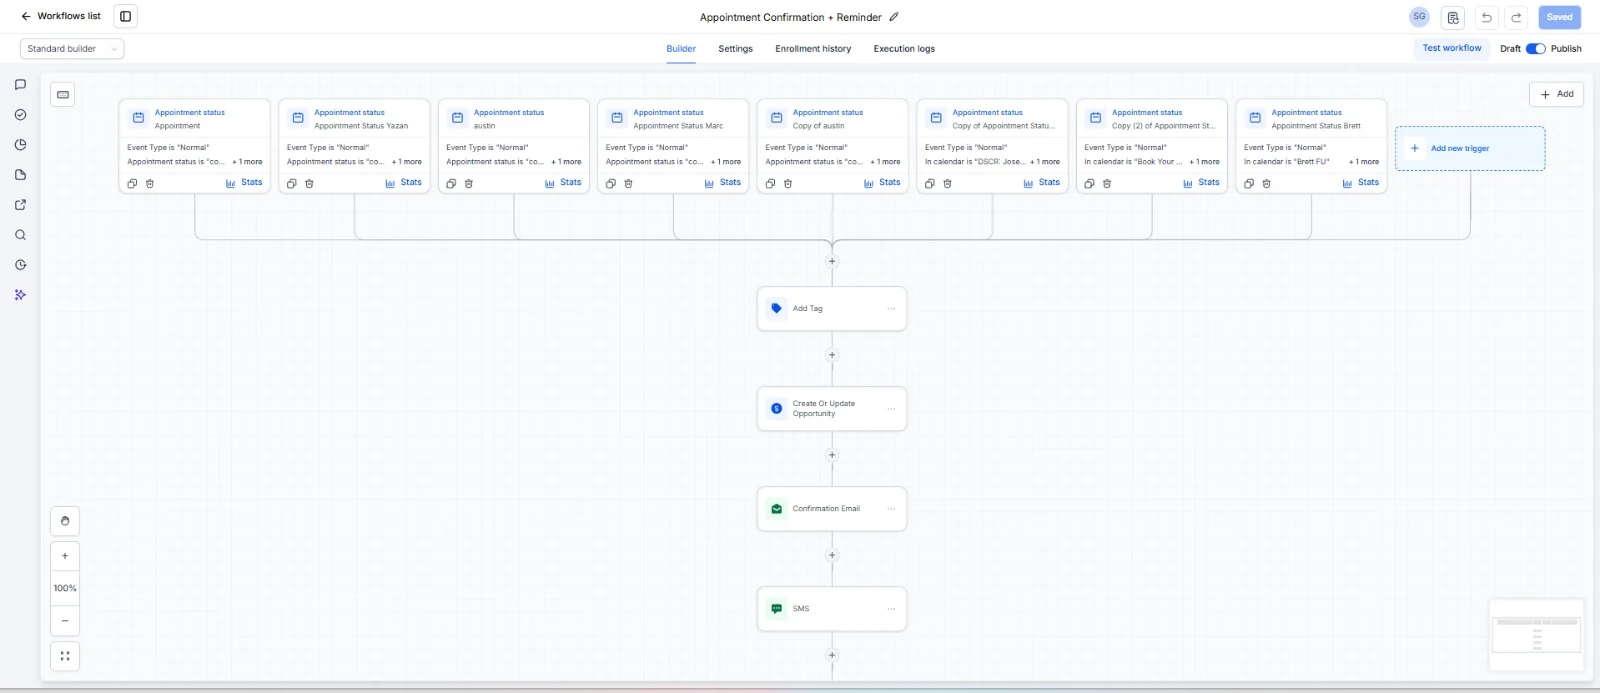 Workflows list
Appointment Confirmation + Reminder
SG
Saved
Standard builder
Builder
Settings
Enrollment history
Execution logs
Test workflow
Draft
Publish
Add
Appointment status
Appointment
Event Type is "Normal"
Appointment status is "co... + 1 more
Stats
Appointment status
Appointment Status Yazan
Event Type is "Normal"
Appointment status is "co... + 1 more
Stats
Appointment status
austin
Event Type is "Normal"
Appointment status is "co... + 1 more
Stats
Appointment status
Appointment Status Marc
Event Type is "Normal"
Appointment status is "co... + 1 more
Stats
Appointment status
Copy of austin
Event Type is "Normal"
Appointment status is "co... + 1 more
Stats
Appointment status
Copy of Appointment Statu...
Event Type is "Normal"
In calendar is "DSCR: Jose... + 1 more
Stats
Appointment status
Copy (2) of Appointment St...
Event Type is "Normal"
In calendar is "Book Your ... + 1 more
Stats
Appointment status
Appointment Status Brett
Event Type is "Normal"
In calendar is "Brett FU" + 1 more
Stats
Add new trigger
Add Tag
Create Or Update
Opportunity
Confirmation Email
SMS
100%